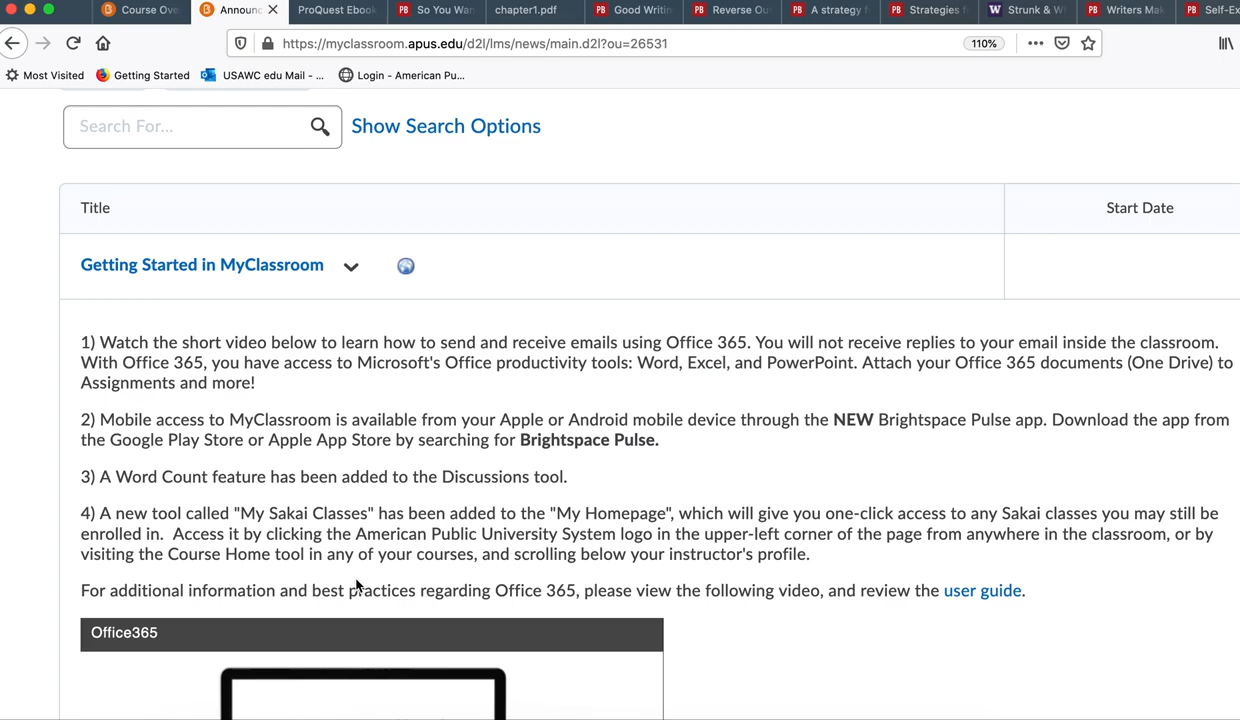 Course Ove
Announc
ProQuest Ebook
So You Wan
chapter1.pdf
Good Writin
Reverse Ou
A strategy f
Strategies f
Strunk & W
Writers Mak
Self-Ex
https://myclassroom.apus.edu/d2l/lms/news/main.d2l?ou=26531
110%
Most Visited
Getting Started
USAWC edu Mail - ...
Login - American Pu...
Search For...
Show Search Options
Title
Start Date
Getting Started in MyClassroom
1) Watch the short video below to learn how to send and receive emails using Office 365. You will not receive replies to your email inside the classroom.
With Office 365, you have access to Microsoft's Office productivity tools: Word, Excel, and PowerPoint. Attach your Office 365 documents (One Drive) to
Assignments and more!
2) Mobile access to MyClassroom is available from your Apple or Android mobile device through the NEW Brightspace Pulse app. Download the app from
the Google Play Store or Apple App Store by searching for Brightspace Pulse.
3) A Word Count feature has been added to the Discussions tool.
4) A new tool called "My Sakai Classes" has been added to the "My Homepage", which will give you one-click access to any Sakai classes you may still be
enrolled in. Access it by clicking the American Public University System logo in the upper-left corner of the page from anywhere in the classroom, or by
visiting the Course Home tool in any of your courses, and scrolling below your instructor's profile.
For additional information and best practices regarding Office 365, please view the following video, and review the user guide.
Office365